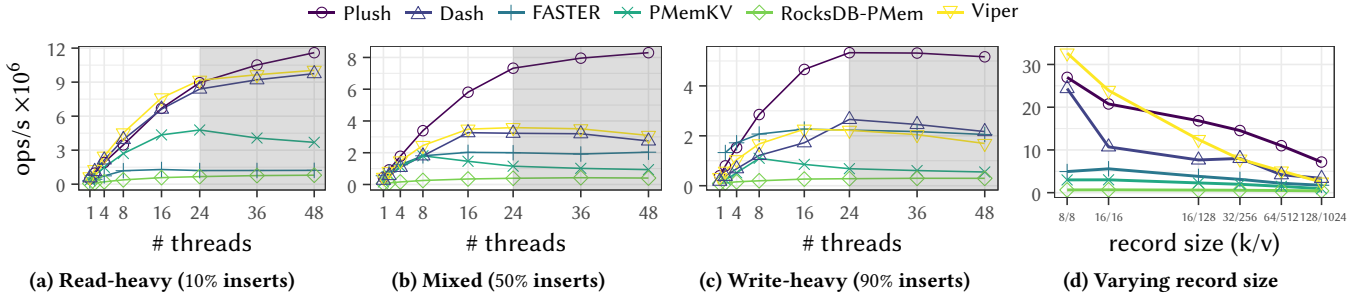 Plush Dash FASTER PMemKV RocksDB-PMem Viper
ops/s ×10⁶
12
9
6
3
0
1 4 8 16 24 36 48
# threads
(a) Read-heavy (10% inserts)
8
6
4
2
0
1 4 8 16 24 36 48
# threads
(b) Mixed (50% inserts)
4
2
0
1 4 8 16 24 36 48
# threads
(c) Write-heavy (90% inserts)
30
20
10
0
8/8 16/16 16/128 32/256 64/512 128/1024
record size (k/v)
(d) Varying record size